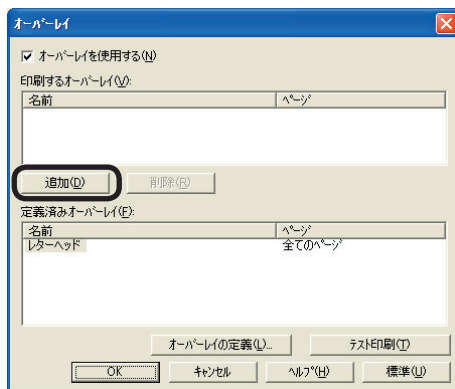 オーバーレイ
オーバーレイを使用する(N)
印刷するオーバーレイ(V):
名前 ページ
追加(D) 削除(R)
定義済みオーバーレイ(F):
名前 ページ
レターヘッド 全てのページ
オーバーレイの定義(L)... テスト印刷(T)
OK キャンセル ヘルプ(H) 標準(U)